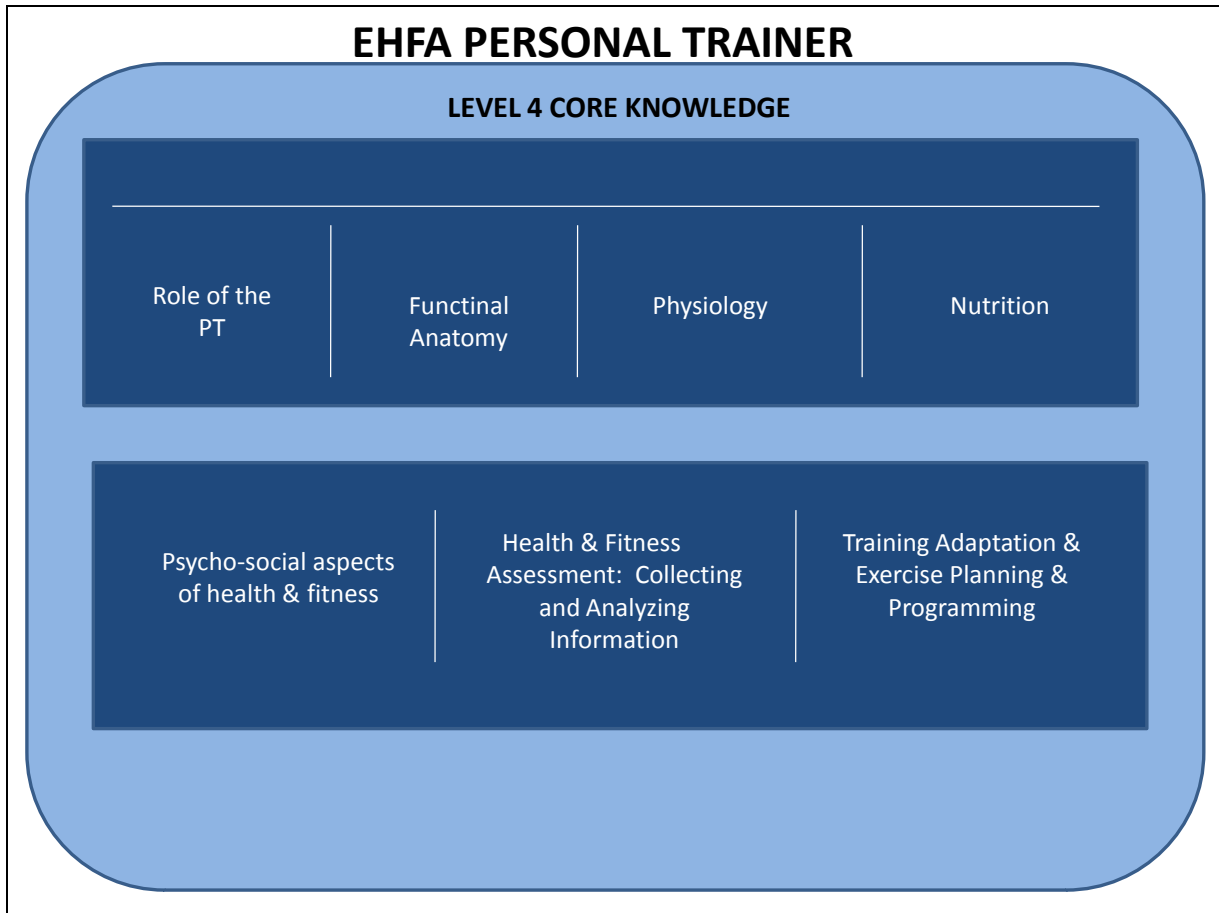 EHFA PERSONAL TRAINER
LEVEL 4 CORE KNOWLEDGE
Role of the
PT
Functinal
Anatomy
Physiology
Nutrition
Psycho-social aspects
of health & fitness
Health & Fitness
Assessment:  Collecting
and Analyzing
Information
Training Adaptation &
Exercise Planning &
Programming